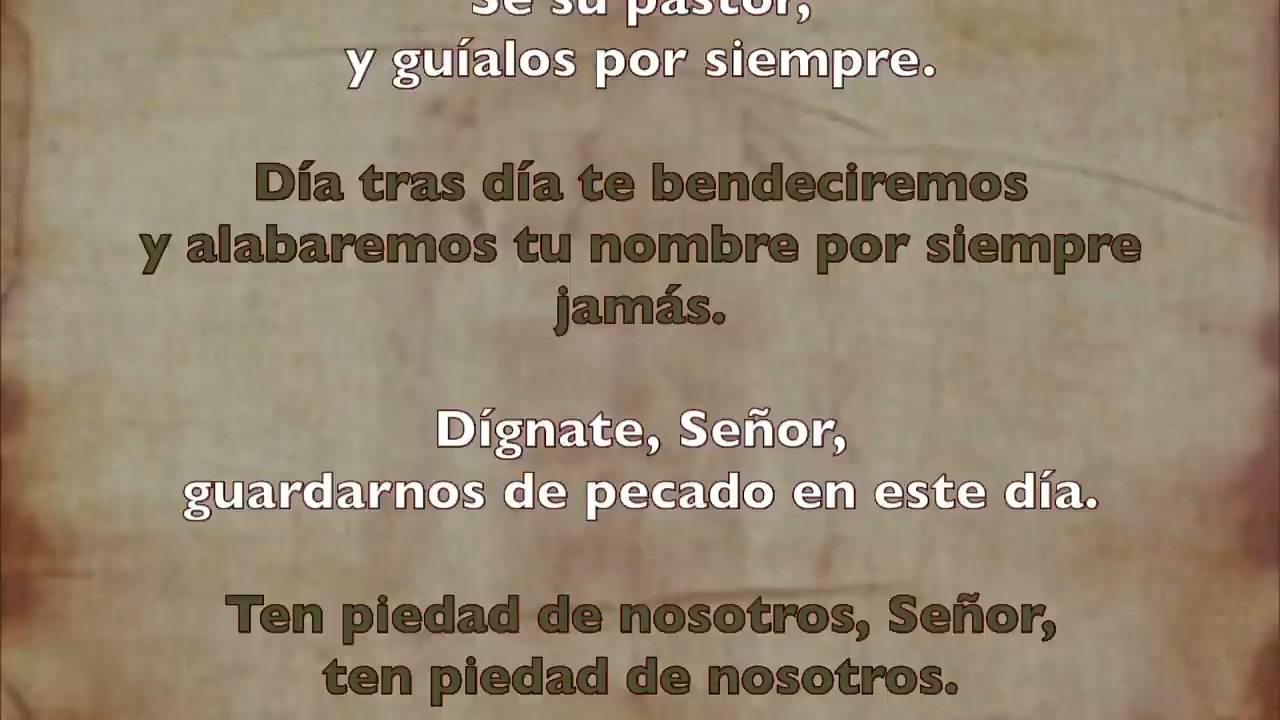 Sé su pastor,
y guíalos por siempre.
Día tras día te bendeciremos
y alabaremos tu nombre por siempre
jamás.
Dígnate, Señor,
guardarnos de pecado en este día.
Ten piedad de nosotros, Señor,
ten piedad de nosotros.